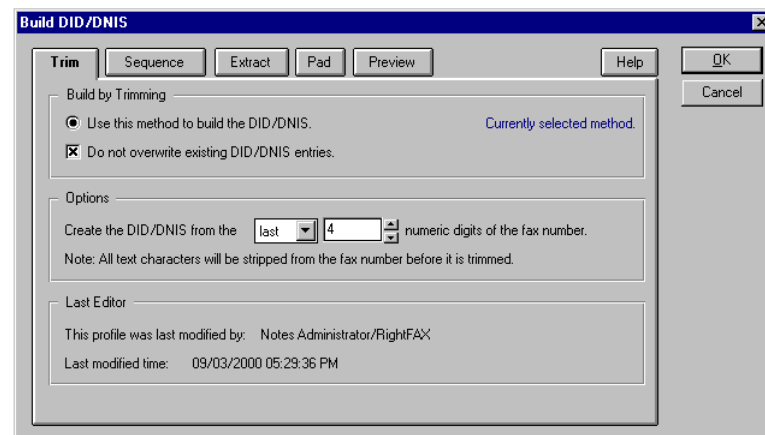 Build DID/DNIS
Trim Sequence Extract Pad Preview Help OK
Cancel
Build by Trimming
Use this method to build the DID/DNIS. Currently selected method.
Do not overwrite existing DID/DNIS entries.
Options
Create the DID/DNIS from the last 4 numeric digits of the fax number.
Note: All text characters will be stripped from the fax number before it is trimmed.
Last Editor
This profile was last modified by: Notes Administrator/RightFAX
Last modified time: 09/03/2000 05:29:36 PM